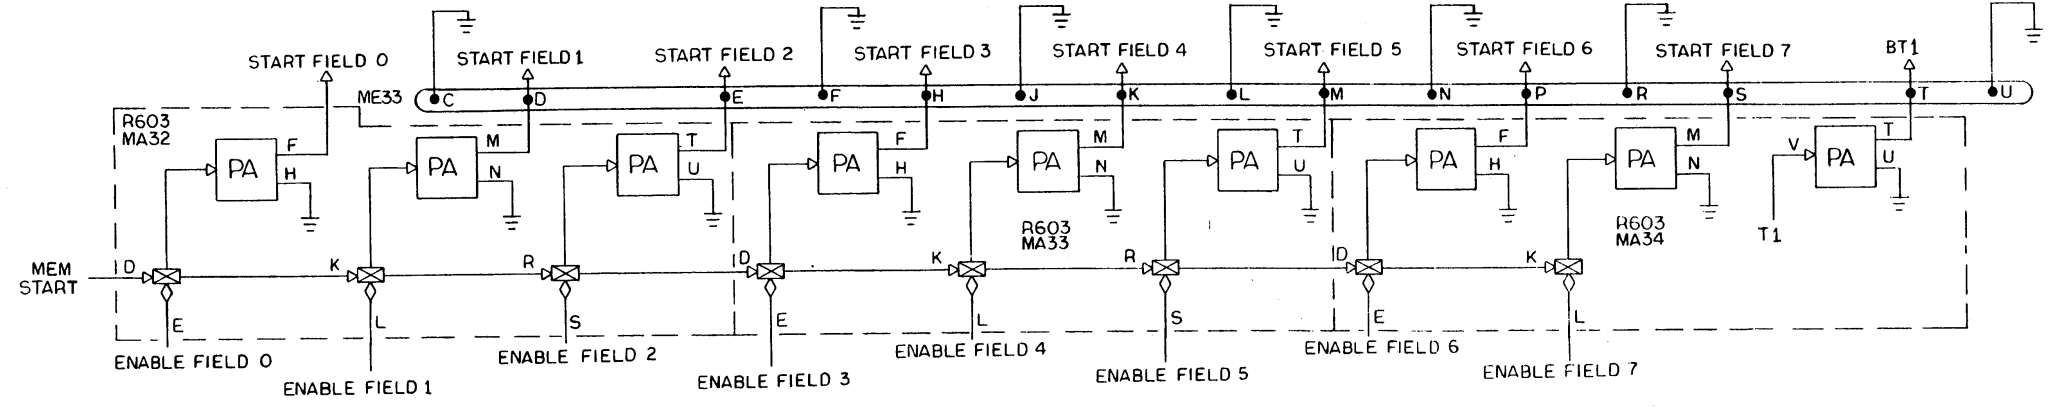 START FIELD 0
START FIELD 1
START FIELD 2
START FIELD 3
START FIELD 4
START FIELD 5
START FIELD 6
START FIELD 7
BT1
ME33
C
D
E
F
H
J
K
L
M
N
P
R
S
T
U
R603
MA32
PA
F
H
PA
M
N
PA
T
U
PA
F
H
PA
M
N
PA
T
U
PA
F
H
PA
M
N
V
PA
T
U
R603
MA33
R603
MA34
T1
MEM
START
D
K
R
D
K
R
D
K
E
L
S
E
L
S
E
L
ENABLE FIELD 0
ENABLE FIELD 1
ENABLE FIELD 2
ENABLE FIELD 3
ENABLE FIELD 4
ENABLE FIELD 5
ENABLE FIELD 6
ENABLE FIELD 7